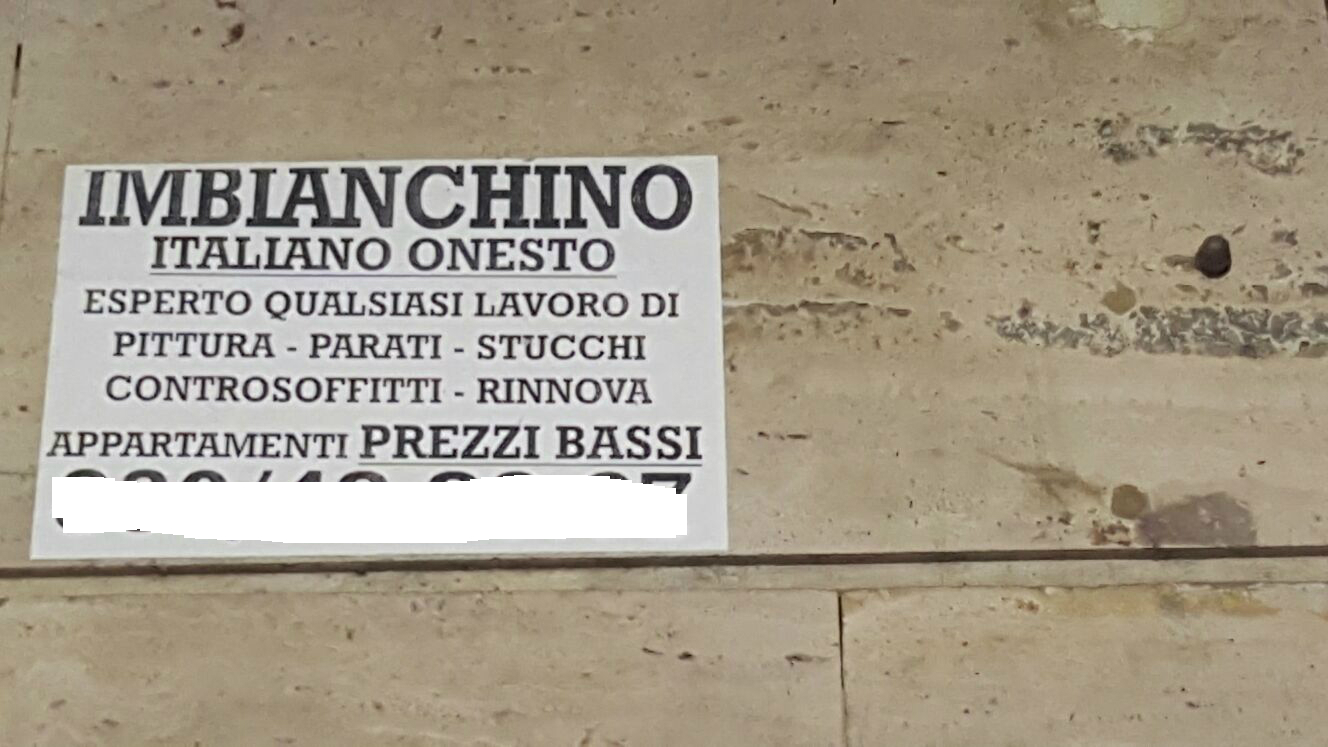 IMBIANCHINO
ITALIANO ONESTO
ESPERTO QUALSIASI LAVORO DI
PITTURA - PARATI - STUCCHI
CONTROSOFFITTI - RINNOVA
APPARTAMENTI PREZZI BASSI